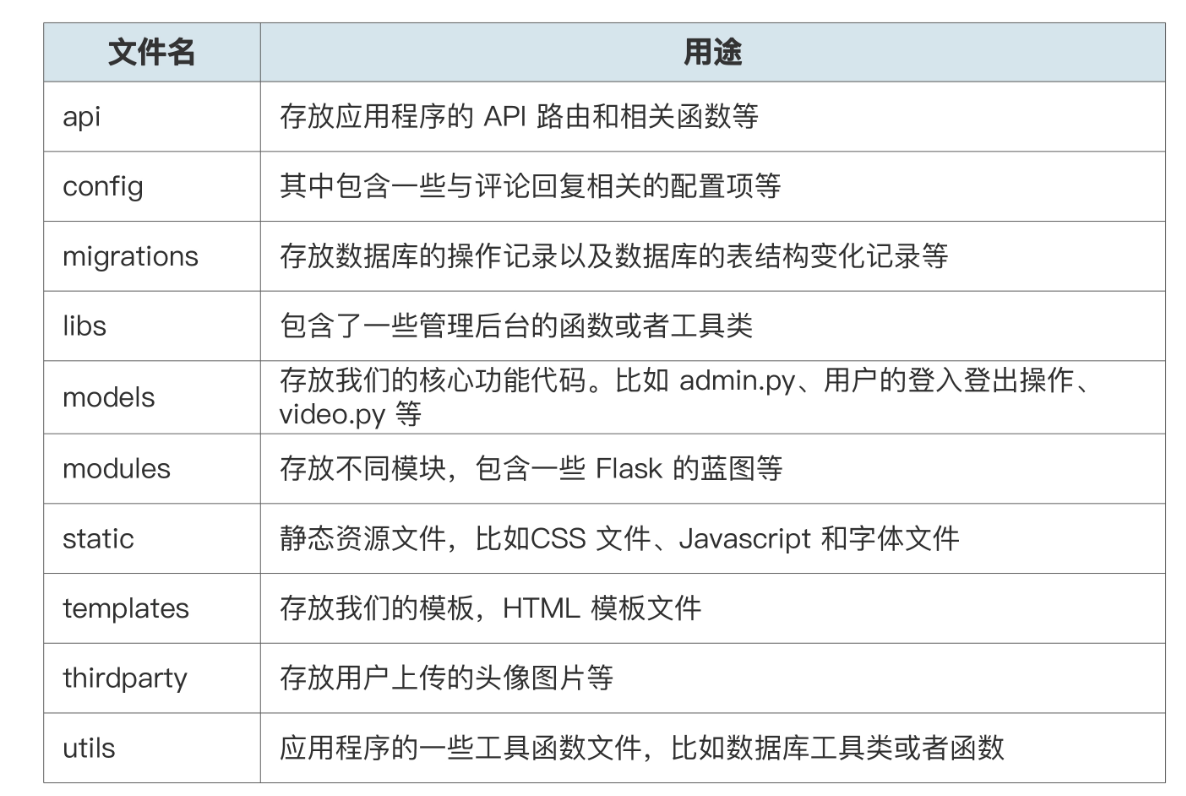 文件名 用途
api 存放应用程序的 API 路由和相关函数等
config 其中包含一些与评论回复相关的配置项等
migrations 存放数据库的操作记录以及数据库的表结构变化记录等
libs 包含了一些管理后台的函数或者工具类
models 存放我们的核心功能代码。比如 admin.py、用户的登入登出操作、
video.py 等
modules 存放不同模块，包含一些 Flask 的蓝图等
static 静态资源文件，比如CSS 文件、Javascript 和字体文件
templates 存放我们的模板，HTML 模板文件
thirdparty 存放用户上传的头像图片等
utils 应用程序的一些工具函数文件，比如数据库工具类或者函数